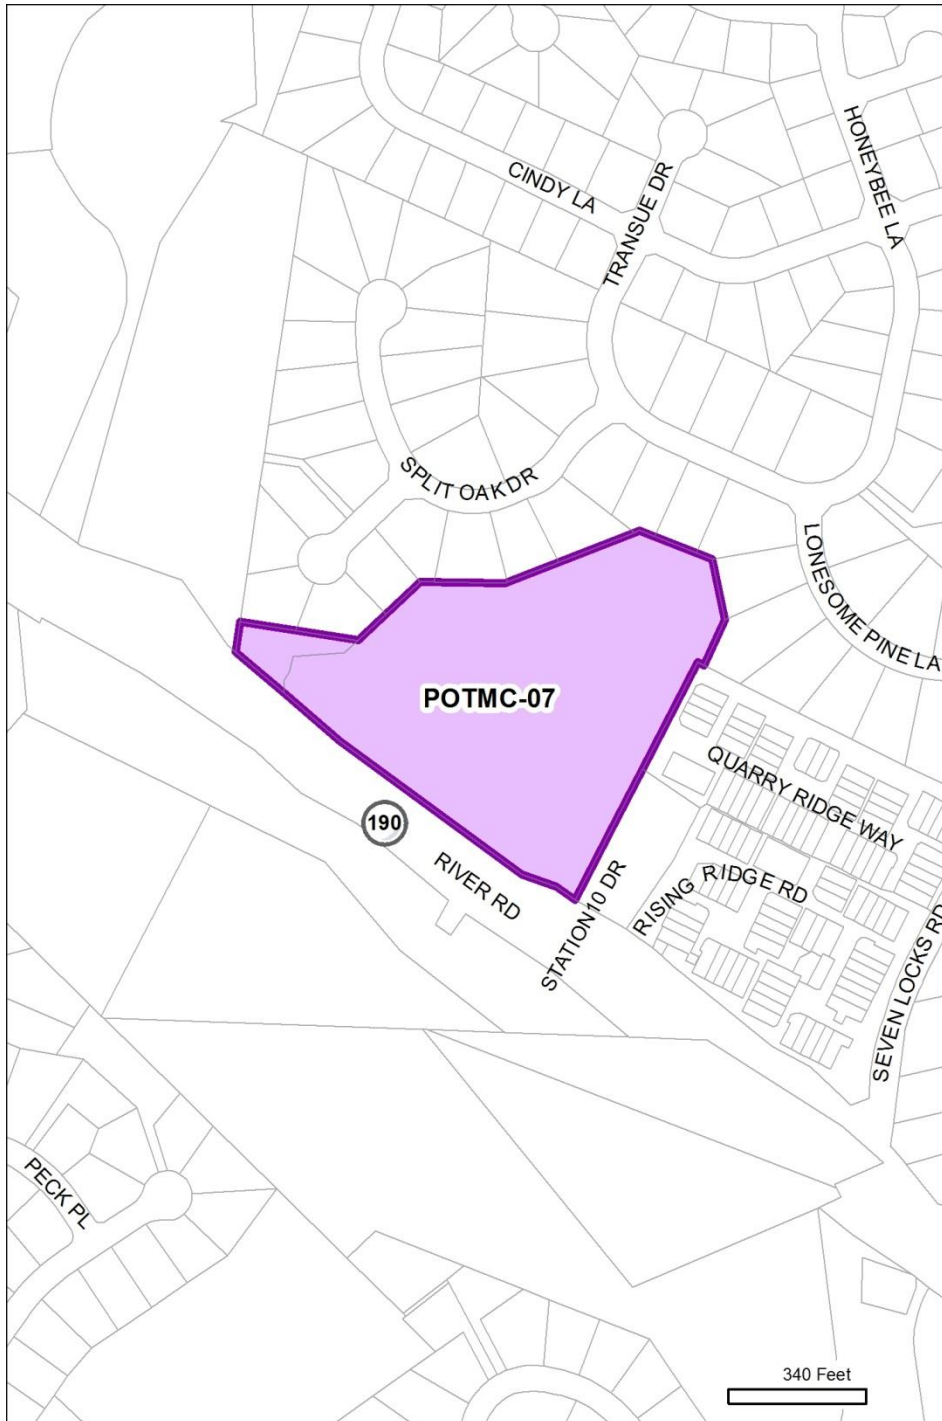 HONEYBEE LA
CINDY LA
TRANSUE DR
SPLIT OAK DR
LONESOME PINE LA
POTMC-07
QUARRY RIDGE WAY
190
RIVER RD
RISING RIDGE RD
STATION 10 DR
SEVEN LOCKS RD
PECK PL
340 Feet